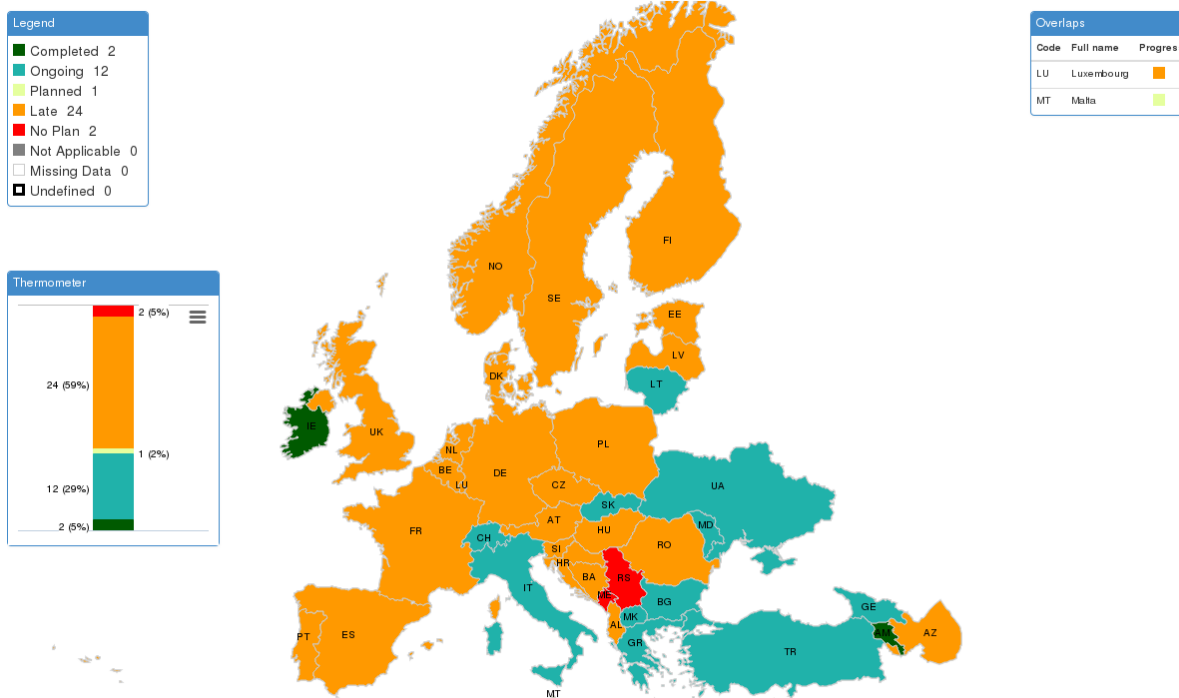 Legend
Completed 2
Ongoing 12
Planned 1
Late 24
No Plan 2
Not Applicable 0
Missing Data 0
Undefined 0
Overlaps
Code Full name Progres
LU Luxembourg
MT Malta
Thermometer
2 (5%)
24 (59%)
1 (2%)
12 (29%)
2 (5%)
FI
NO
SE
EE
LV
DK
LT
IE
UK
PL
NL
BE
DE
LU
CZ
UA
SK
AT
MD
FR
HU
CH
RO
SI
HR
BA
RS
IT
ME
BG
GE
MK
AL
AM
AZ
PT
ES
GR
TR
MT